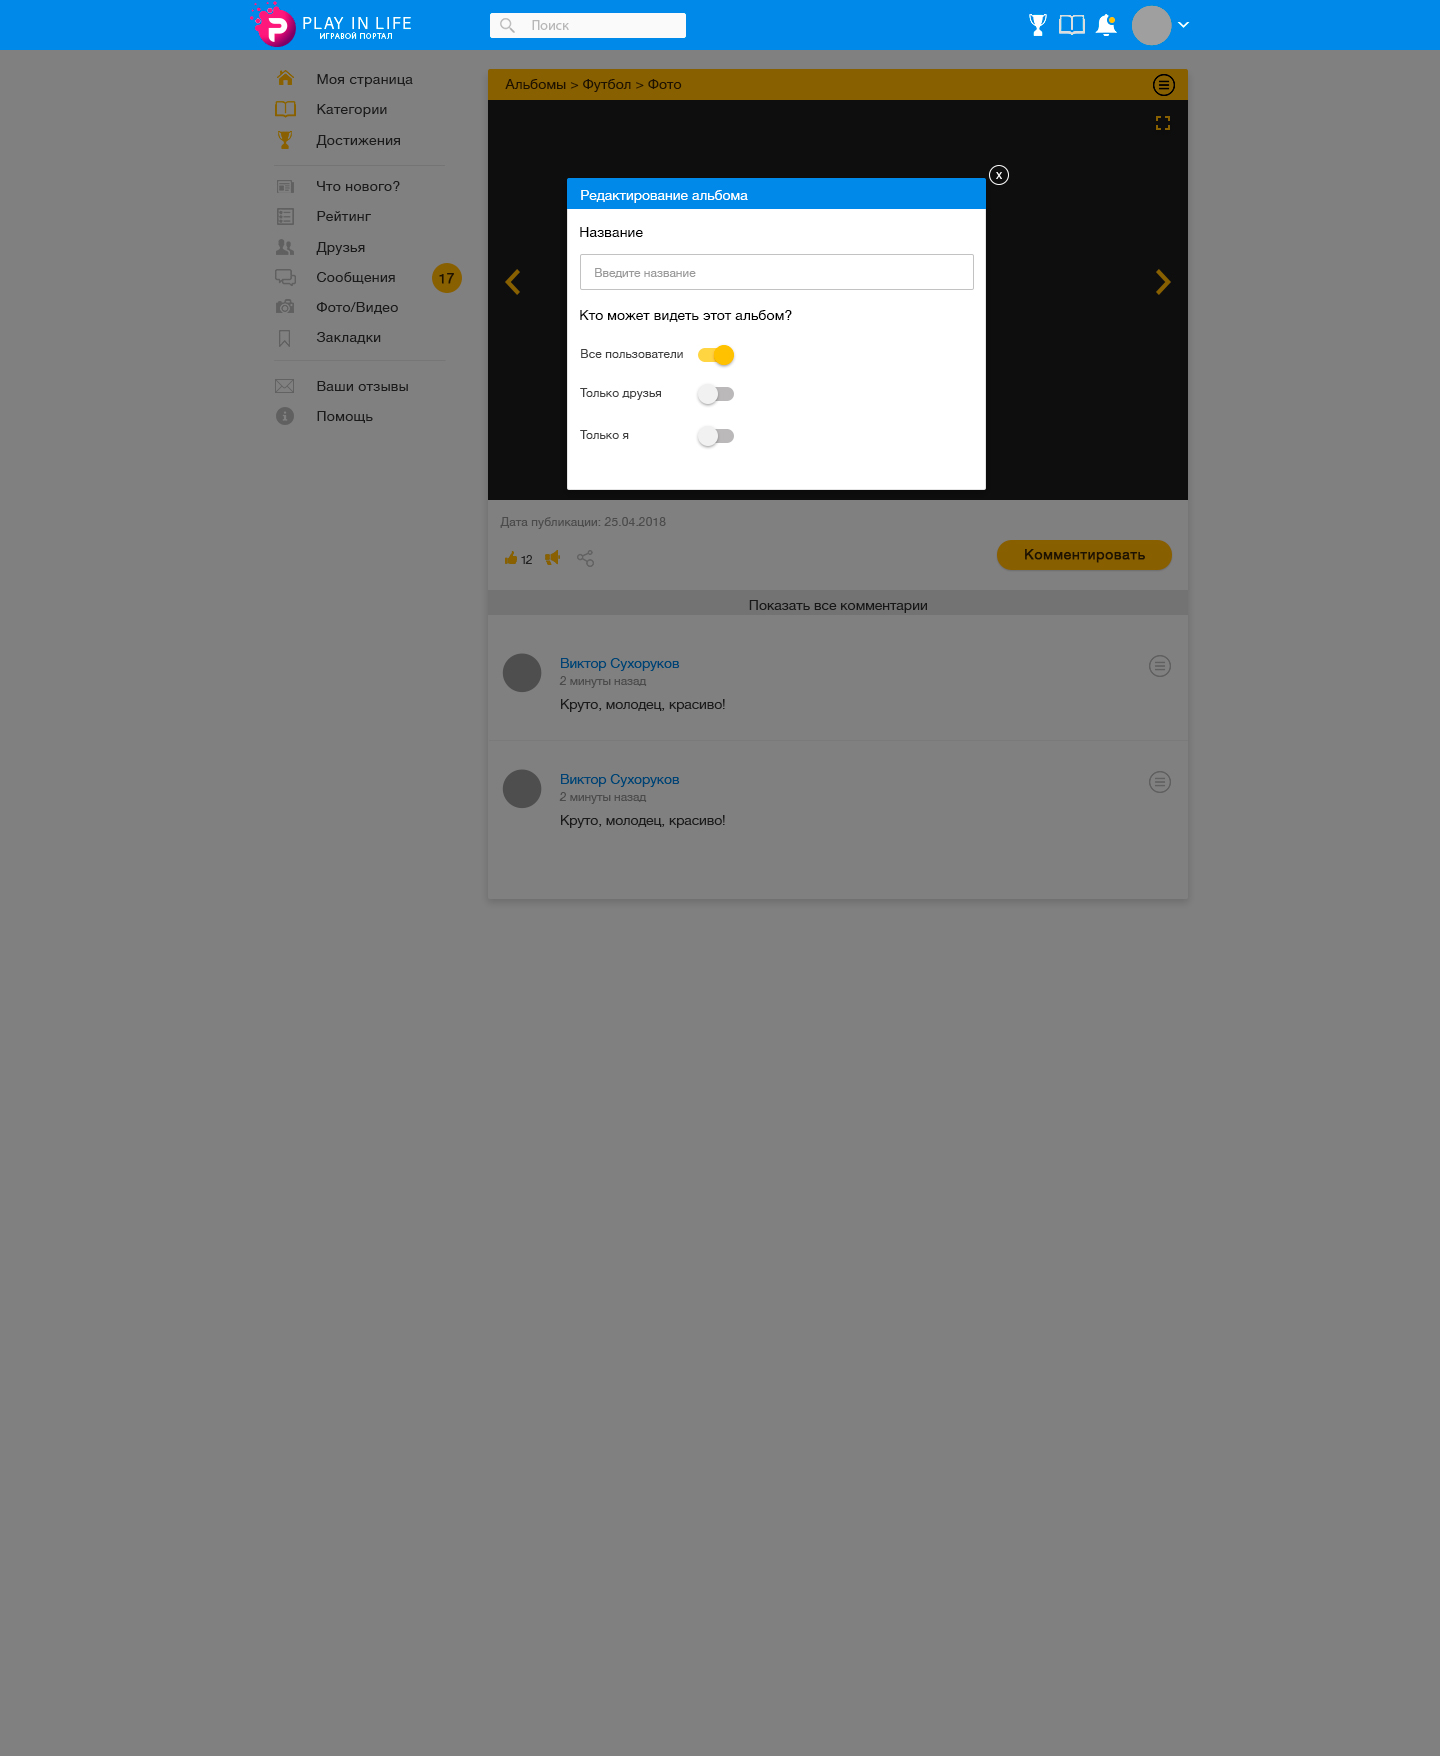 PLAY IN LIFE
ИГРАВОЙ ПОРТАЛ
Поиск
Моя страница
Категории
Достижения
Что нового?
Рейтинг
Друзья
Сообщения 17
Фото/Видео
Закладки
Ваши отзывы
Помощь
Альбомы > Футбол > Фото
x
Редактирование альбома
Название
Введите название
Кто может видеть этот альбом?
Все пользователи
Только друзья
Только я
Дата публикации: 25.04.2018
12
Комментировать
Показать все комментарии
Виктор Сухоруков
2 минуты назад
Круто, молодец, красиво!
Виктор Сухоруков
2 минуты назад
Круто, молодец, красиво!